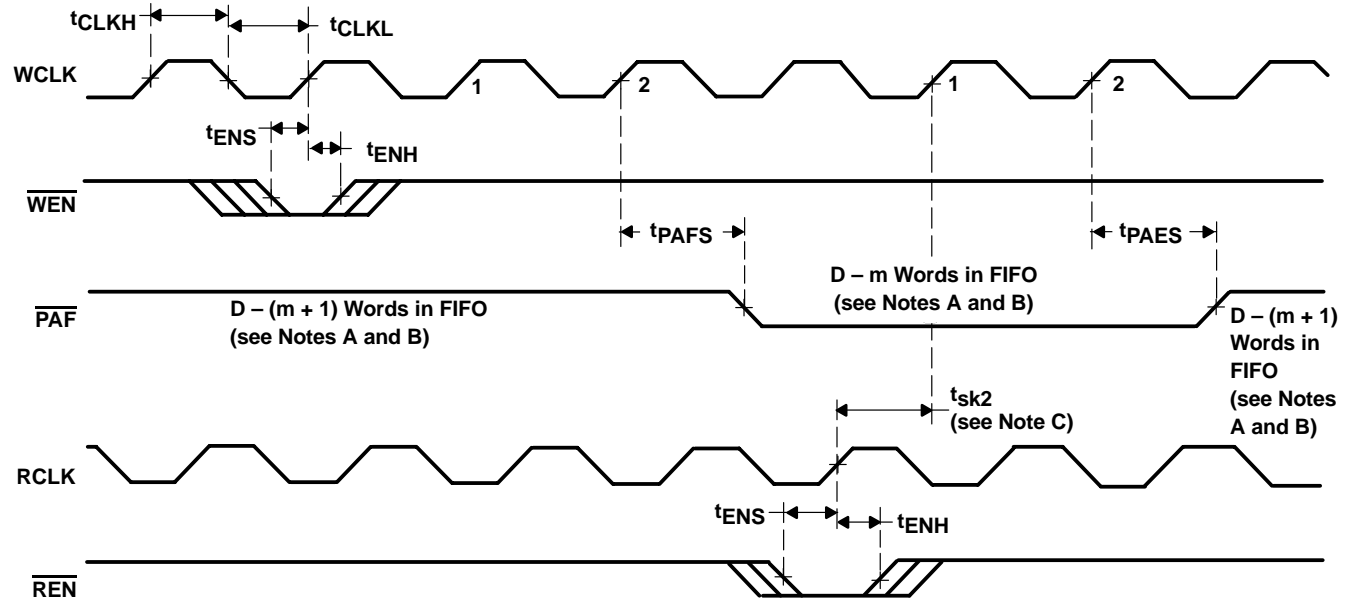 tCLKH
tCLKL
WCLK
1
2
1
2
tENS
tENH
WEN
tPAFS
tPAES
D – m Words in FIFO
(see Notes A and B)
PAF
D – (m + 1) Words in FIFO
(see Notes A and B)
D – (m + 1)
Words in
FIFO
(see Notes
A and B)
tsk2
(see Note C)
RCLK
tENS
tENH
REN